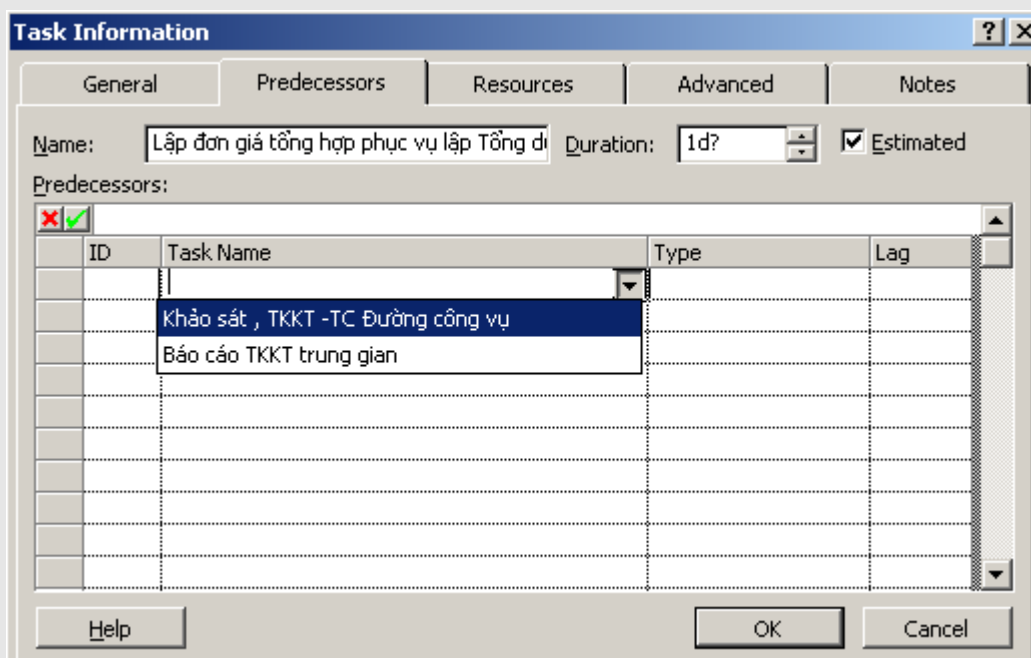 Task Information
General Predecessors Resources Advanced Notes
Name: Lập đơn giá tổng hợp phục vụ lập Tổng Duration: 1d? Estimated
Predecessors:
ID Task Name Type Lag
Khảo sát , TKKT -TC Đường công vụ
Báo cáo TKKT trung gian
Help OK Cancel